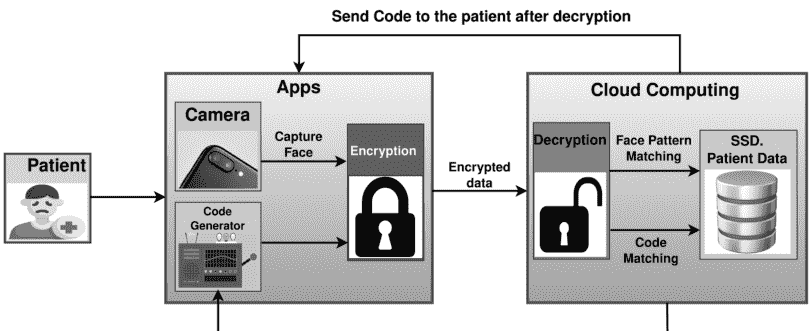 Send Code to the patient after decryption
Apps
Cloud Computing
Camera
Capture
Face
Encryption
Patient
Code
Generator
Encrypted
data
Decryption
Face Pattern
Matching
SSD.
Patient Data
Code
Matching